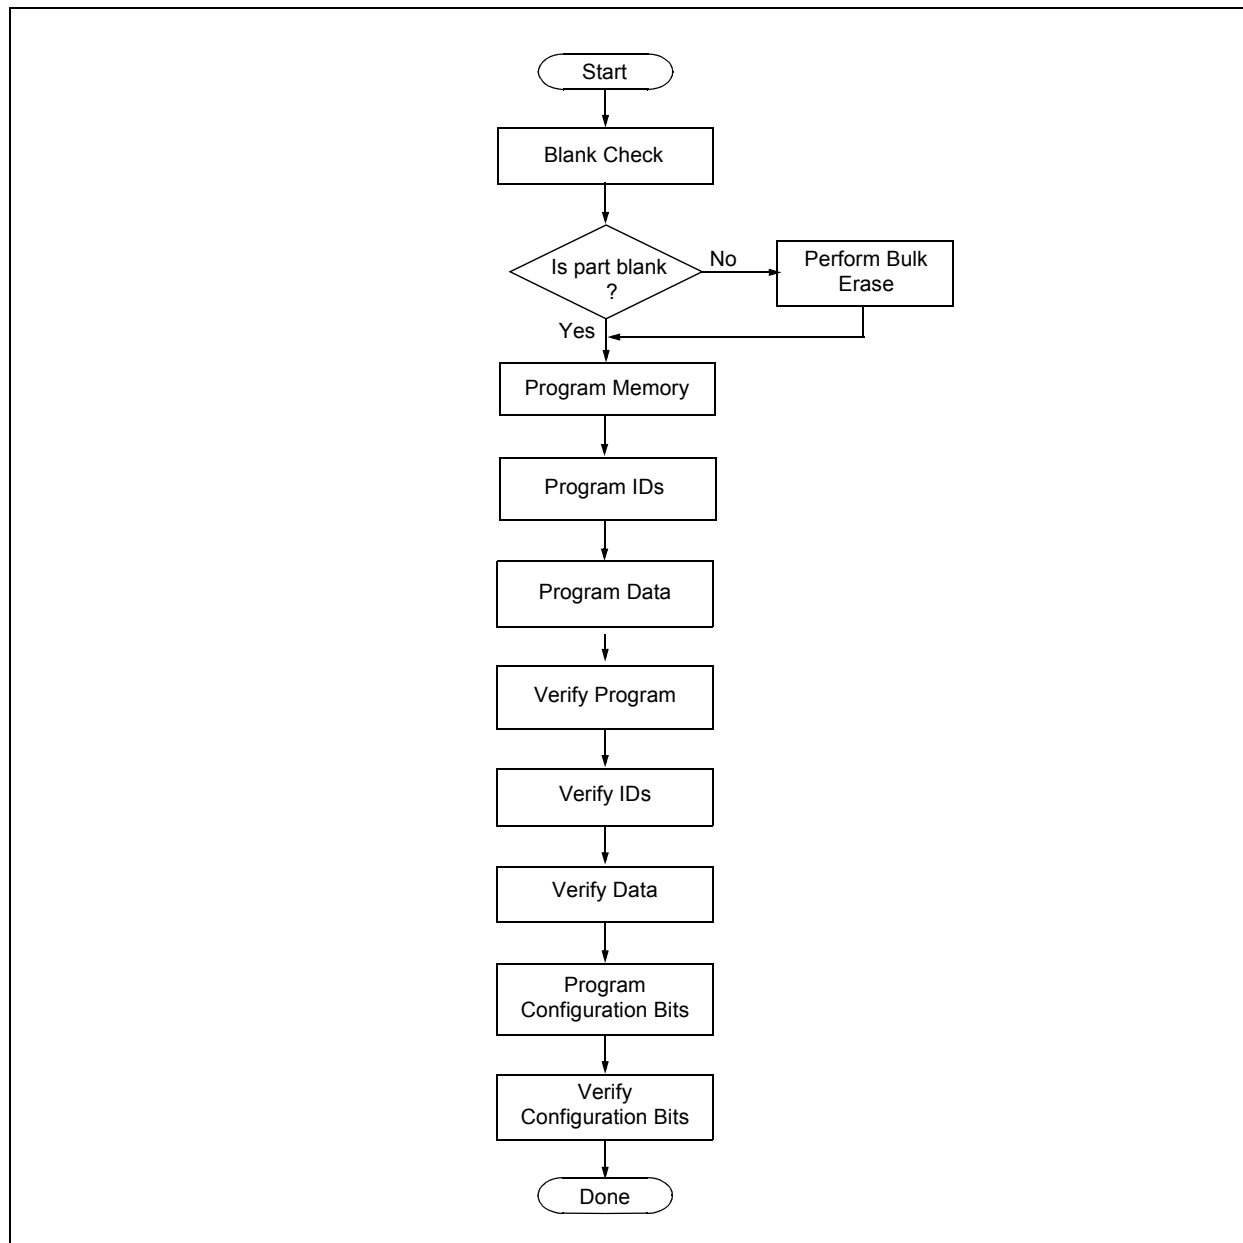 Start
Blank Check
Is part blank
?
No
Perform Bulk
Erase
Yes
Program Memory
Program IDs
Program Data
Verify Program
Verify IDs
Verify Data
Program
Configuration Bits
Verify
Configuration Bits
Done